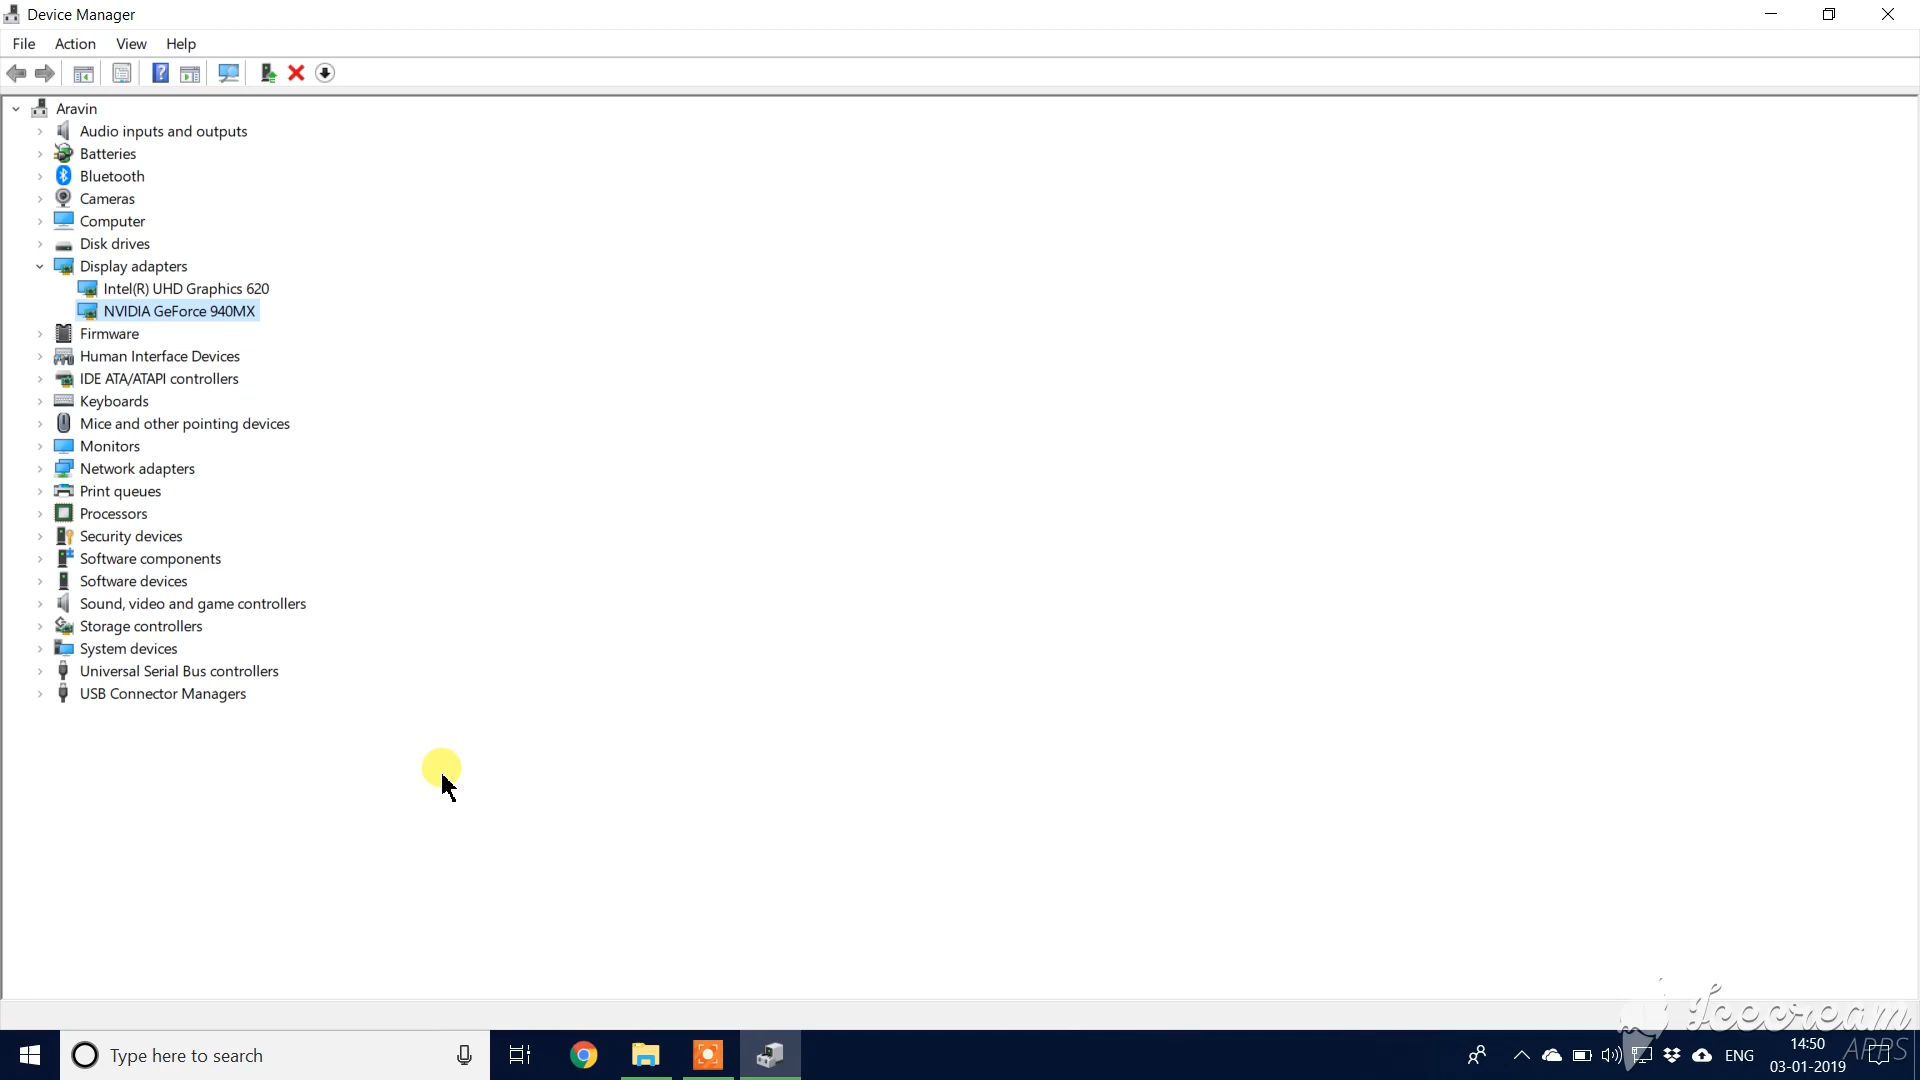 Device Manager
File Action View Help
Aravin
Audio inputs and outputs
Batteries
Bluetooth
Cameras
Computer
Disk drives
Display adapters
Intel(R) UHD Graphics 620
NVIDIA GeForce 940MX
Firmware
Human Interface Devices
IDE ATA/ATAPI controllers
Keyboards
Mice and other pointing devices
Monitors
Network adapters
Print queues
Processors
Security devices
Software components
Software devices
Sound, video and game controllers
Storage controllers
System devices
Universal Serial Bus controllers
USB Connector Managers
Icecream
APPS
Type here to search
ENG
14:50
03-01-2019